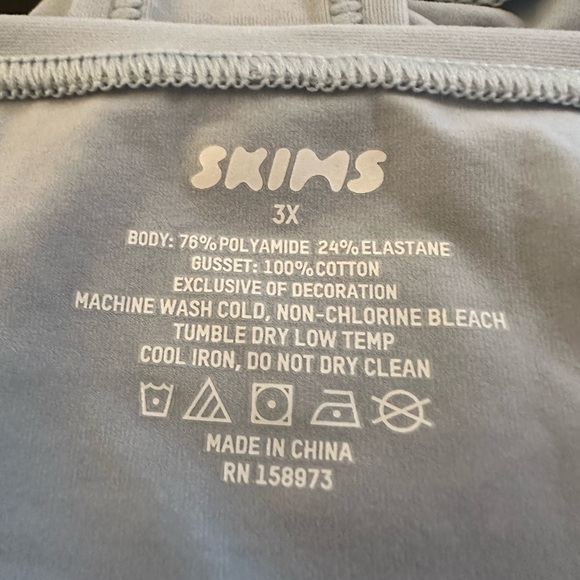 SKIMS
3X
BODY: 76% POLYAMIDE 24% ELASTANE
GUSSET: 100% COTTON
EXCLUSIVE OF DECORATION
MACHINE WASH COLD, NON-CHLORINE BLEACH
TUMBLE DRY LOW TEMP
COOL IRON, DO NOT DRY CLEAN
MADE IN CHINA
RN 158973